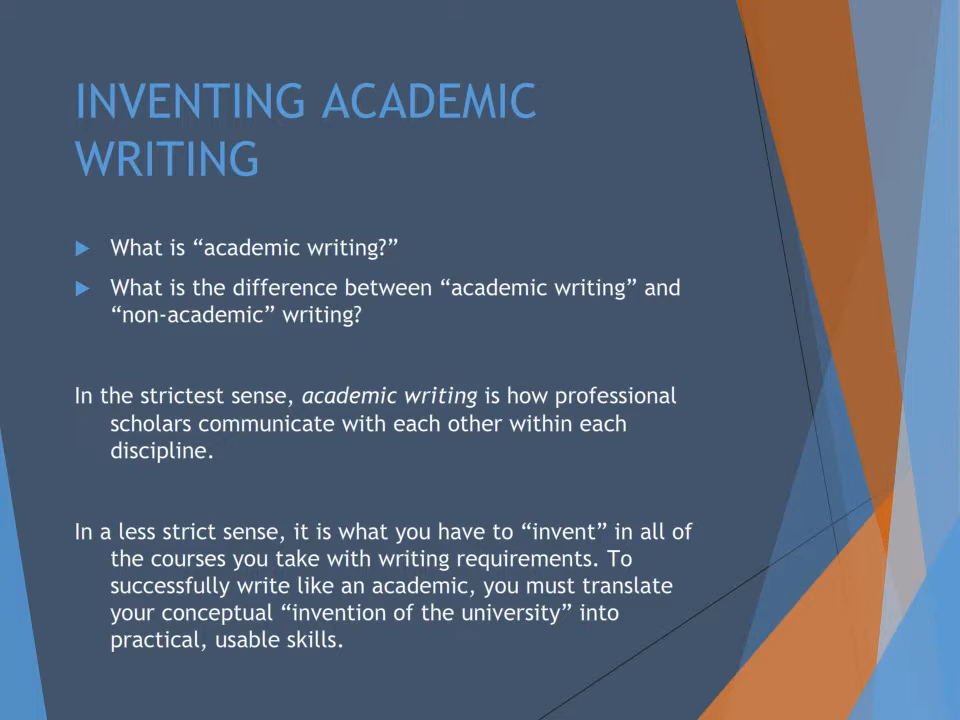 INVENTING ACADEMIC
WRITING
What is “academic writing?”
What is the difference between “academic writing” and
“non-academic” writing?
In the strictest sense, academic writing is how professional
scholars communicate with each other within each
discipline.
In a less strict sense, it is what you have to “invent” in all of
the courses you take with writing requirements. To
successfully write like an academic, you must translate
your conceptual “invention of the university” into
practical, usable skills.